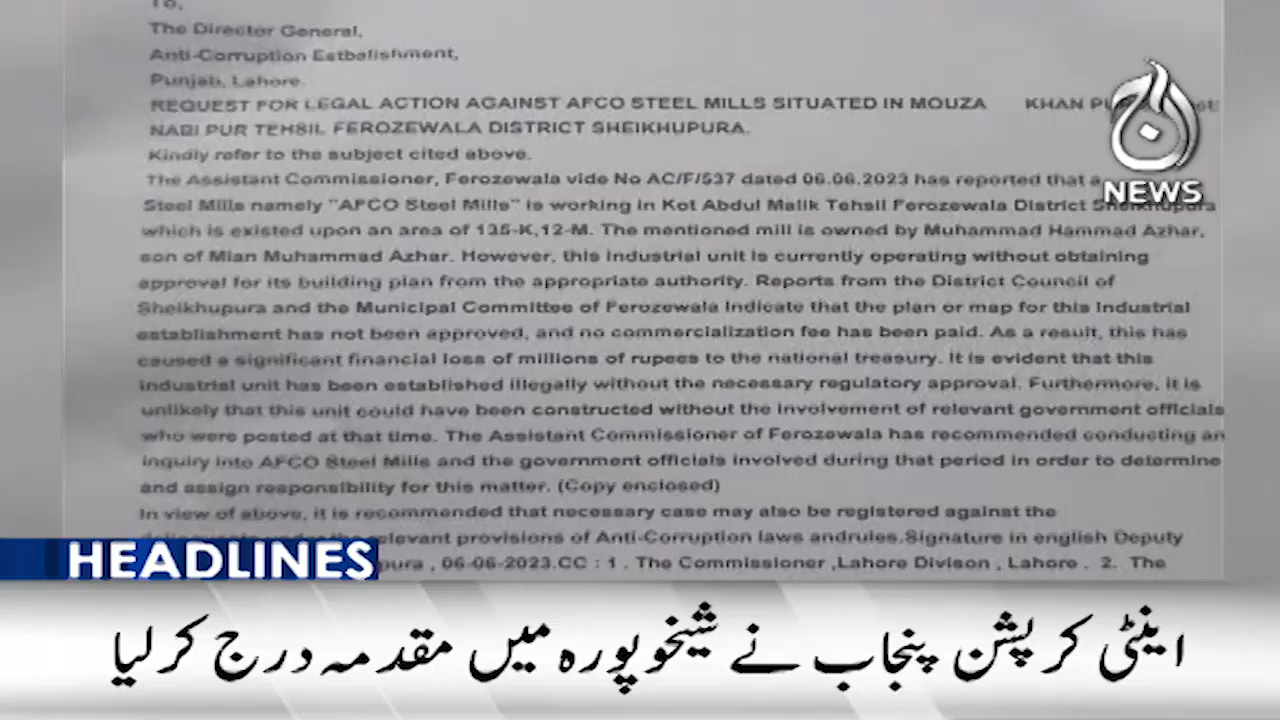 To,
The Director General,
Anti-Corruption Eatbalishment,
Punjab, Lahore.
REQUEST FOR LEGAL ACTION AGAINST AFCO STEEL MILLS SITUATED IN MOUZA KHAN
NABI PUR TEHSIL FEROZEWALA DISTRICT SHEIKHUPURA.
Kindly refer to the subject cited above.
The Assistant Commissioner, Ferozewala vide No AC/F/537 dated 06.06.2023 has reported that a
Steel Mills namely "AFCO Steel Mills" is working in Kot Abdul Malik Tehsil Ferozewala District Sheikhupura
which is existed upon an area of 135-K,12-M. The mentioned mill is owned by Muhammad Hammad Azhar,
son of Mian Muhammad Azhar. However, this industrial unit is currently operating without obtaining
approval for its building plan from the appropriate authority. Reports from the District Council of
Sheikhupura and the Municipal Committee of Ferozewala indicate that the plan or map for this industrial
establishment has not been approved, and no commercialization fee has been paid. As a result, this has
caused a significant financial loss of millions of rupees to the national treasury. It is evident that this
industrial unit has been established illegally without the necessary regulatory approval. Furthermore, it is
unlikely that this unit could have been constructed without the involvement of relevant government officials
who were posted at that time. The Assistant Commissioner of Ferozewala has recommended conducting an
inquiry into AFCO Steel Mills and the government officials involved during that period in order to determine
and assign responsibility for this matter. (Copy enclosed)
In view of above, it is recommended that necessary case may also be registered against the
relevant provisions of Anti-Corruption laws andrules.Signature in english Deputy
pura , 06-06-2023.CC : 1 . The Commissioner ,Lahore Divison , Lahore . 2. The
آج
NEWS
HEADLINES
اینٹی کرپشن پنجاب نے شیخوپورہ میں مقدمہ درج کرلیا